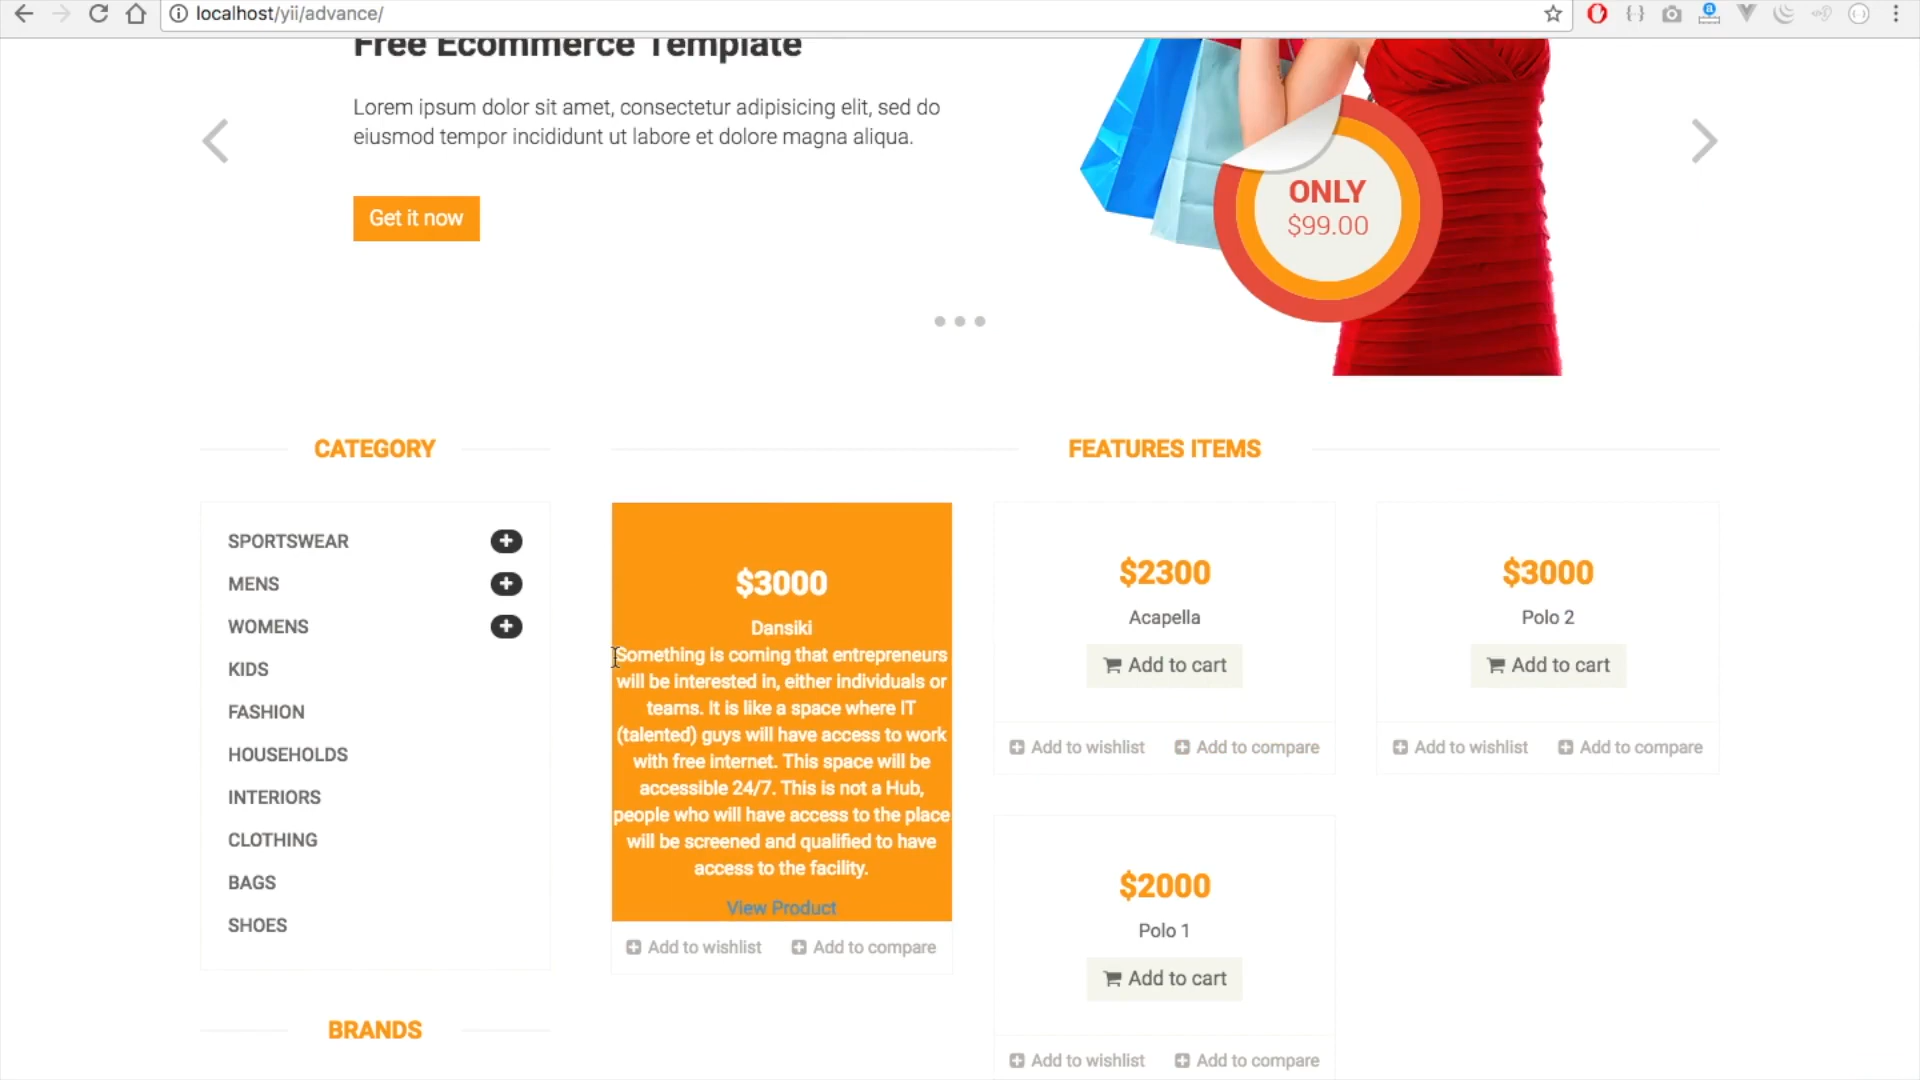 localhost/yii/advance/
Free Ecommerce Template
Lorem ipsum dolor sit amet, consectetur adipisicing elit, sed do
eiusmod tempor incididunt ut labore et dolore magna aliqua.
Get it now
ONLY
$99.00
CATEGORY
SPORTSWEAR
MENS
WOMENS
KIDS
FASHION
HOUSEHOLDS
INTERIORS
CLOTHING
BAGS
SHOES
BRANDS
FEATURES ITEMS
$3000
Dansiki
Something is coming that entrepreneurs
will be interested in, either individuals or
teams. It is like a space where IT
(talented) guys will have access to work
with free internet. This space will be
accessible 24/7. This is not a Hub,
people who will have access to the place
will be screened and qualified to have
access to the facility.
View Product
Add to wishlist Add to compare
$2300
Acapella
Add to cart
Add to wishlist Add to compare
$3000
Polo 2
Add to cart
Add to wishlist Add to compare
$2000
Polo 1
Add to cart
Add to wishlist Add to compare